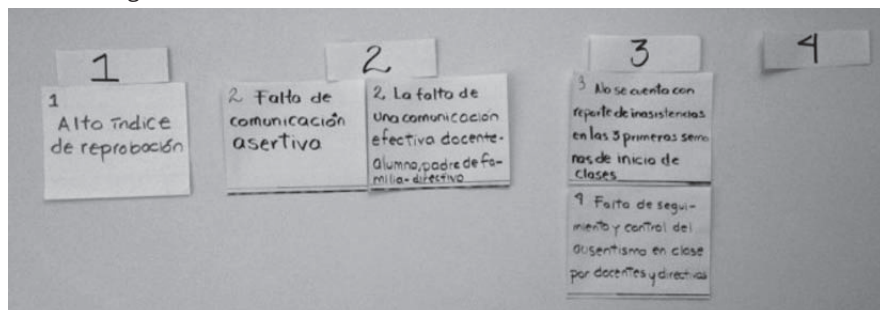 1
1
Alto índice
de reprobación
2
2 Falta de
comunicación
asertiva
2, La falta de
una comunicación
efectiva docente-
alumno, padre de fa-
milia-directivo
3
3 No se cuenta con
reporte de inasistencias
en las 3 primeras sema
nas de inicio de
clases
4 Falta de segui-
miento y control del
ausentismo en clase
por docentes y directivos
4